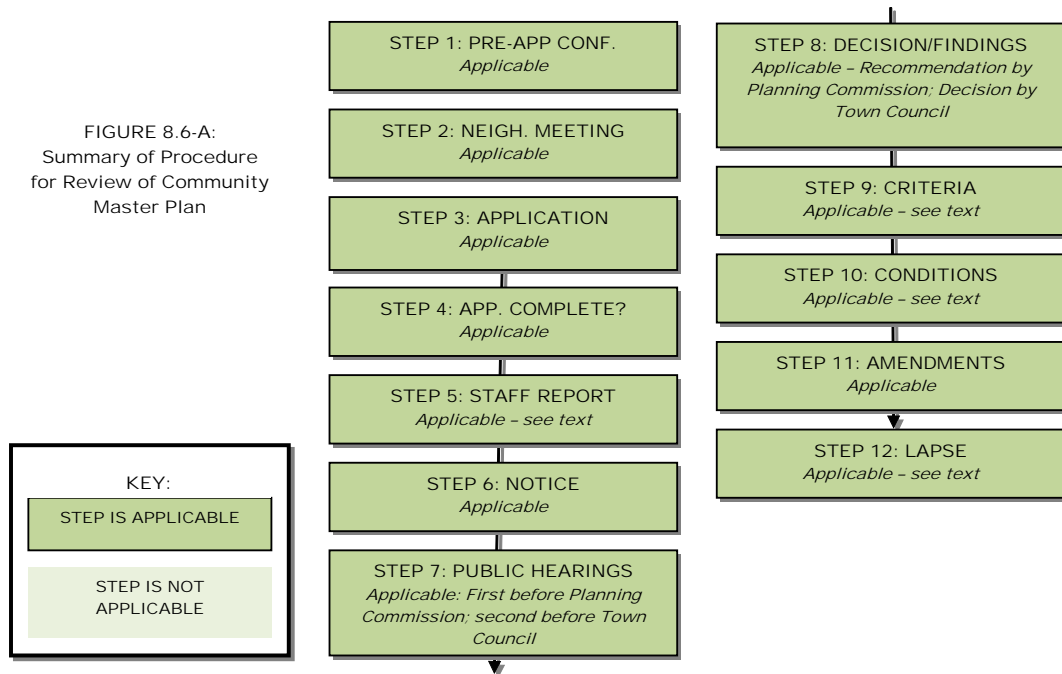 FIGURE 8.6-A:
Summary of Procedure
for Review of Community
Master Plan
KEY:
STEP IS APPLICABLE
STEP IS NOT
APPLICABLE
STEP 1: PRE-APP CONF.
Applicable
STEP 2: NEIGH. MEETING
Applicable
STEP 3: APPLICATION
Applicable
STEP 4: APP. COMPLETE?
Applicable
STEP 5: STAFF REPORT
Applicable – see text
STEP 6: NOTICE
Applicable
STEP 7: PUBLIC HEARINGS
Applicable: First before Planning
Commission; second before Town
Council
STEP 8: DECISION/FINDINGS
Applicable – Recommendation by
Planning Commission; Decision by
Town Council
STEP 9: CRITERIA
Applicable – see text
STEP 10: CONDITIONS
Applicable – see text
STEP 11: AMENDMENTS
Applicable
STEP 12: LAPSE
Applicable – see text